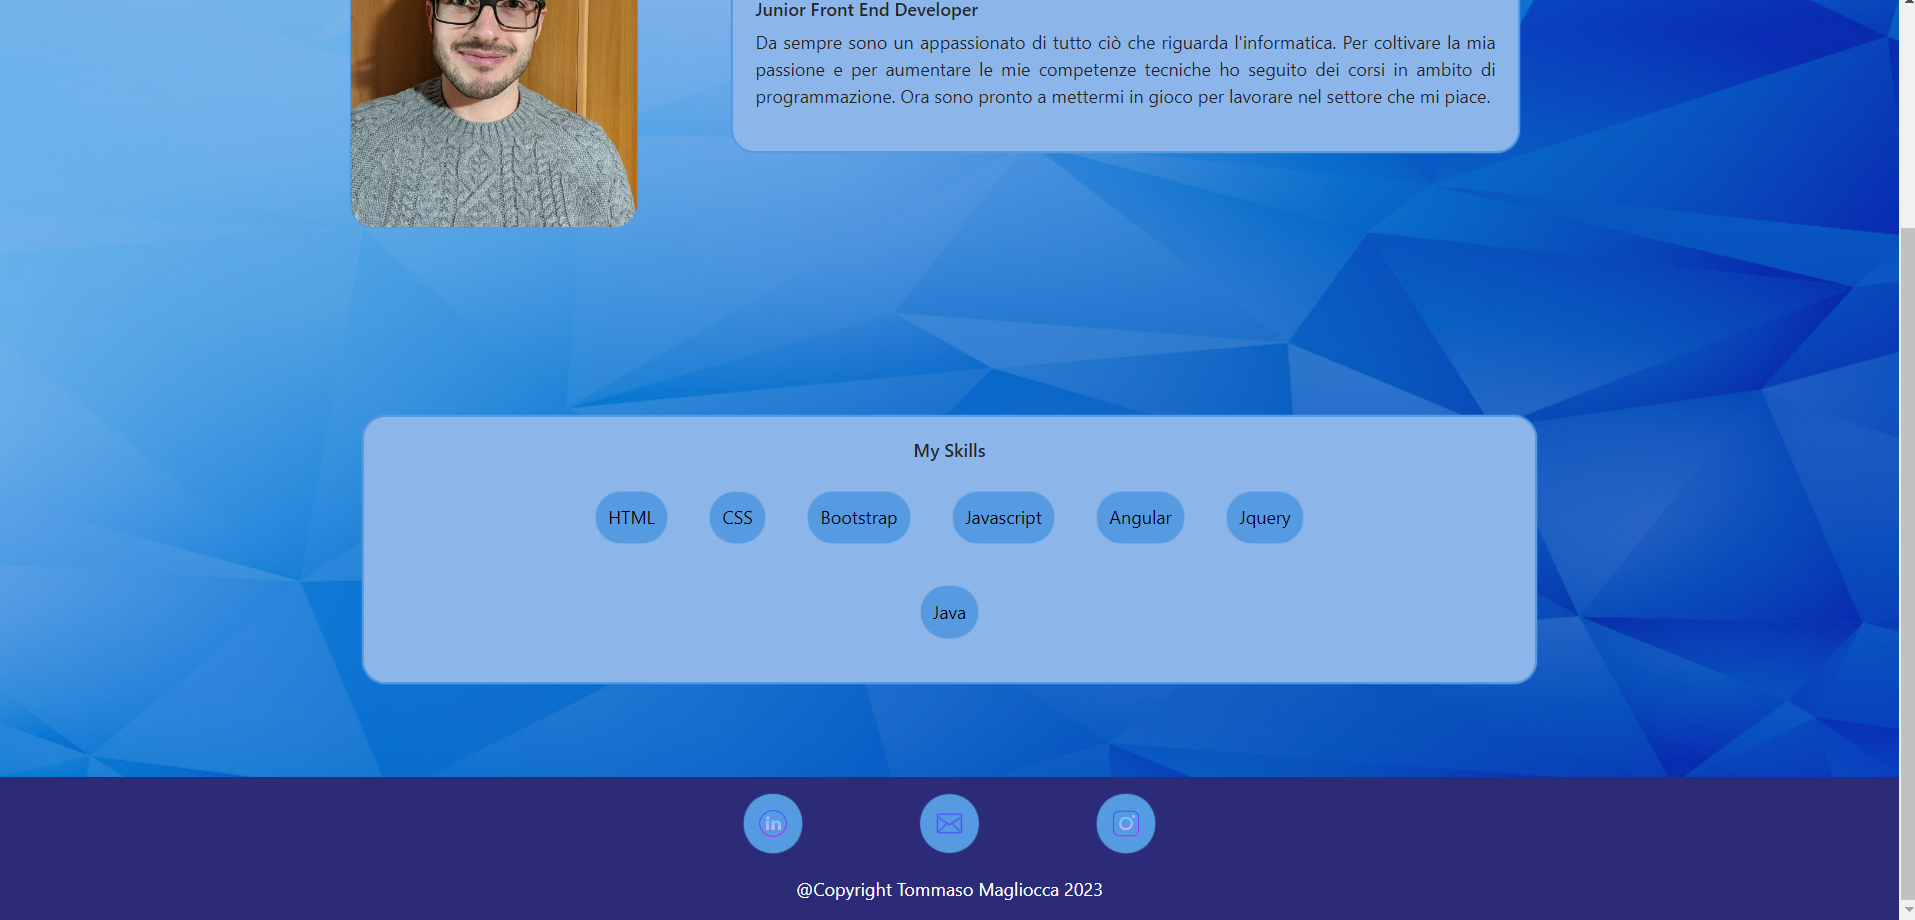 Junior Front End Developer
Da sempre sono un appassionato di tutto ciò che riguarda l'informatica. Per coltivare la mia
passione e per aumentare le mie competenze tecniche ho seguito dei corsi in ambito di
programmazione. Ora sono pronto a mettermi in gioco per lavorare nel settore che mi piace.
My Skills
HTML
CSS
Bootstrap
Javascript
Angular
Jquery
Java
in
@Copyright Tommaso Magliocca 2023